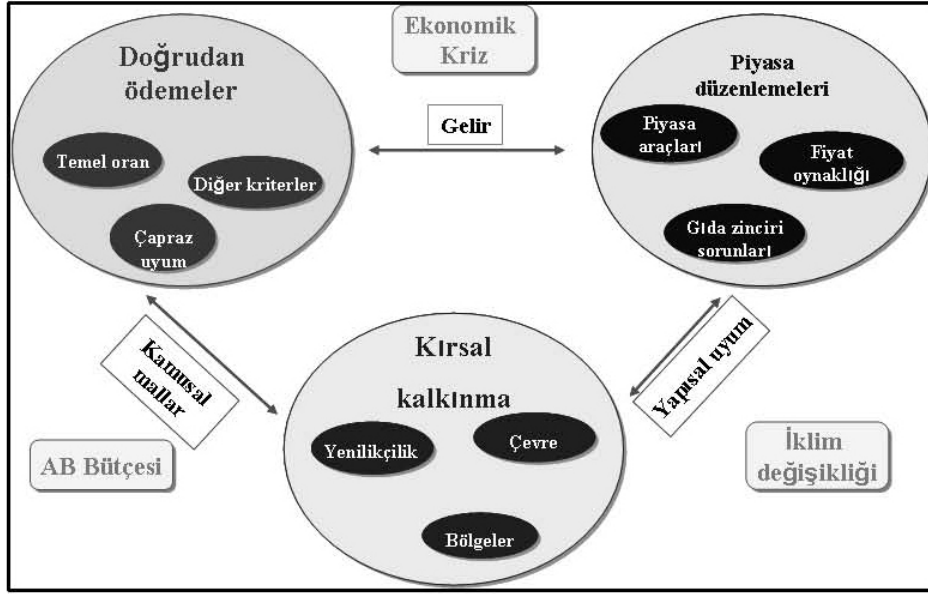 Ekonomik
Kriz
Doğrudan
ödemeler
Temel oran
Diğer kriterler
Çapraz
uyum
Gelir
Piyasa
düzenlemeleri
Piyasa
araçları
Fiyat
oynaklığı
Gıda zinciri
sorunları
Kamusal
mallar
Yapısal uyum
Kırsal
kalkınma
Yenilikçilik
Çevre
Bölgeler
AB Bütçesi
İklim
değişikliği